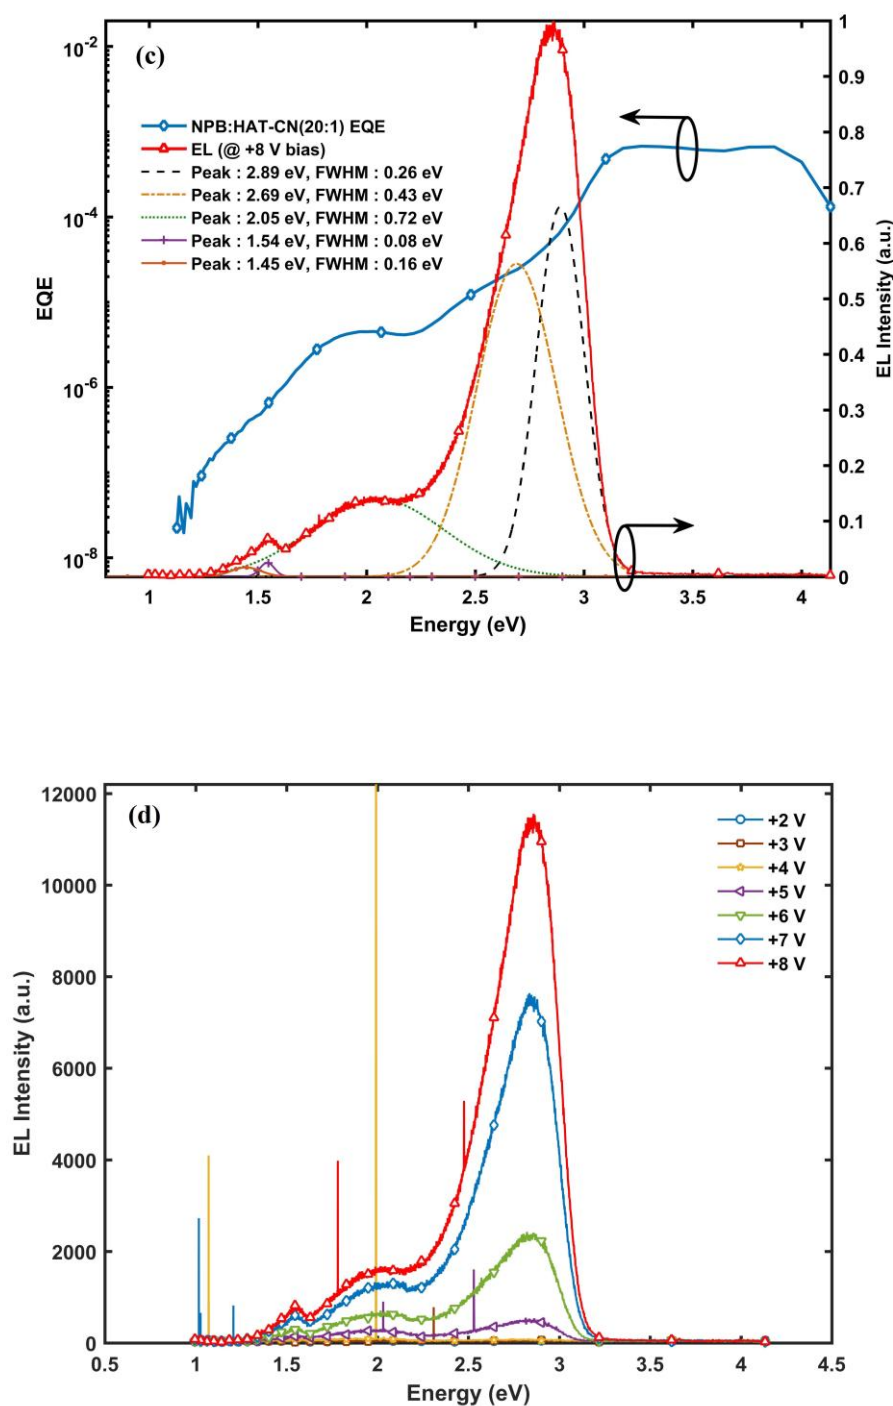 (c)
NPB:HAT-CN(20:1) EQE
EL (@ +8 V bias)
Peak : 2.89 eV, FWHM : 0.26 eV
Peak : 2.69 eV, FWHM : 0.43 eV
Peak : 2.05 eV, FWHM : 0.72 eV
Peak : 1.54 eV, FWHM : 0.08 eV
Peak : 1.45 eV, FWHM : 0.16 eV
EQE
10-2
10-4
10-6
10-8
1
0.9
0.8
0.7
0.6
0.5
0.4
0.3
0.2
0.1
0
EL Intensity (a.u.)
1 1.5 2 2.5 3 3.5 4
Energy (eV)
(d)
+2 V
+3 V
+4 V
+5 V
+6 V
+7 V
+8 V
EL Intensity (a.u.)
12000
10000
8000
6000
4000
2000
0
0.5 1 1.5 2 2.5 3 3.5 4 4.5
Energy (eV)